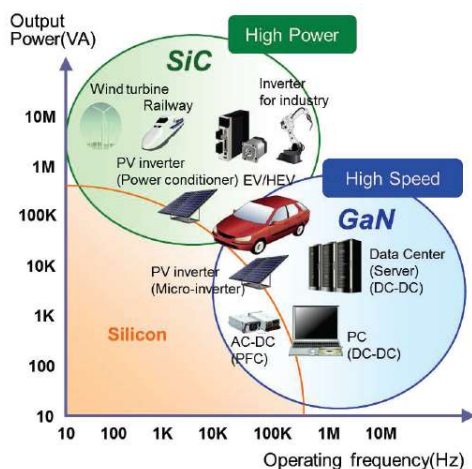 Output
Power(VA)
High Power
SiC
Wind turbine
Railway
Inverter
for industry
10M
PV inverter
(Power conditioner)
EV/HEV
1M
High Speed
100K
GaN
10K
PV inverter
(Micro-inverter)
Data Center
(Server)
(DC-DC)
1K
Silicon
AC-DC
(PFC)
PC
(DC-DC)
100
10
10 100 1K 10K 100K 1M 10M
Operating frequency(Hz)